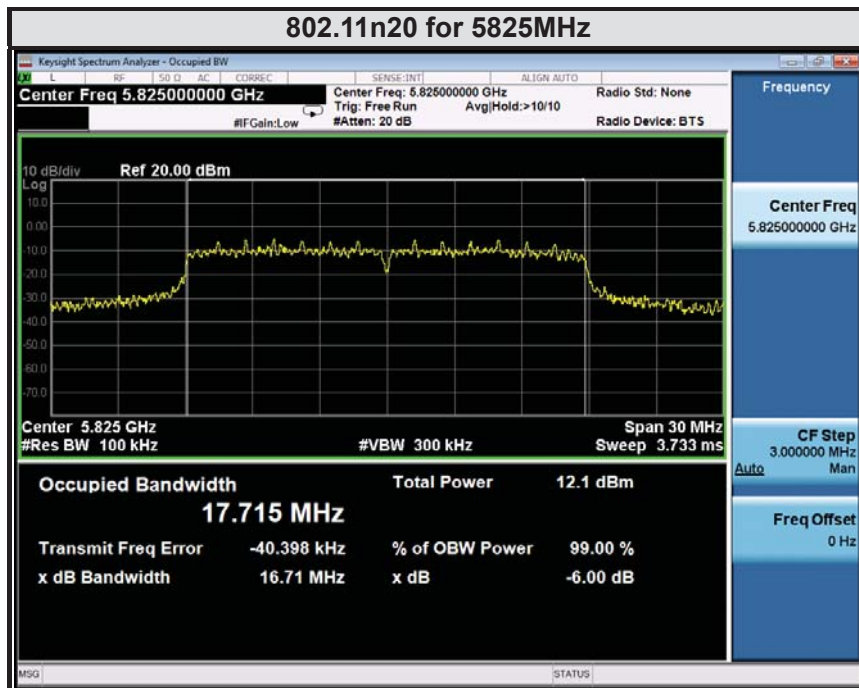 802.11n20 for 5825MHz
Keysight Spectrum Analyzer - Occupied BW
L RF 50 Ω AC CORREC SENSE:INT ALIGN AUTO
Center Freq 5.825000000 GHz
Center Freq: 5.825000000 GHz
Radio Std: None
Trig: Free Run Avg|Hold:>10/10
#IFGain:Low
#Atten: 20 dB
Radio Device: BTS
10 dB/div Ref 20.00 dBm
Log
10.0
0.00
-10.0
-20.0
-30.0
-40.0
-50.0
-60.0
-70.0
Center 5.825 GHz
Span 30 MHz
#Res BW 100 kHz
#VBW 300 kHz
Sweep 3.733 ms
Occupied Bandwidth
17.715 MHz
Total Power 12.1 dBm
Transmit Freq Error -40.398 kHz
% of OBW Power 99.00 %
x dB Bandwidth 16.71 MHz
x dB -6.00 dB
Frequency
Center Freq
5.825000000 GHz
CF Step
3.000000 MHz
Auto Man
Freq Offset
0 Hz
MSG
STATUS